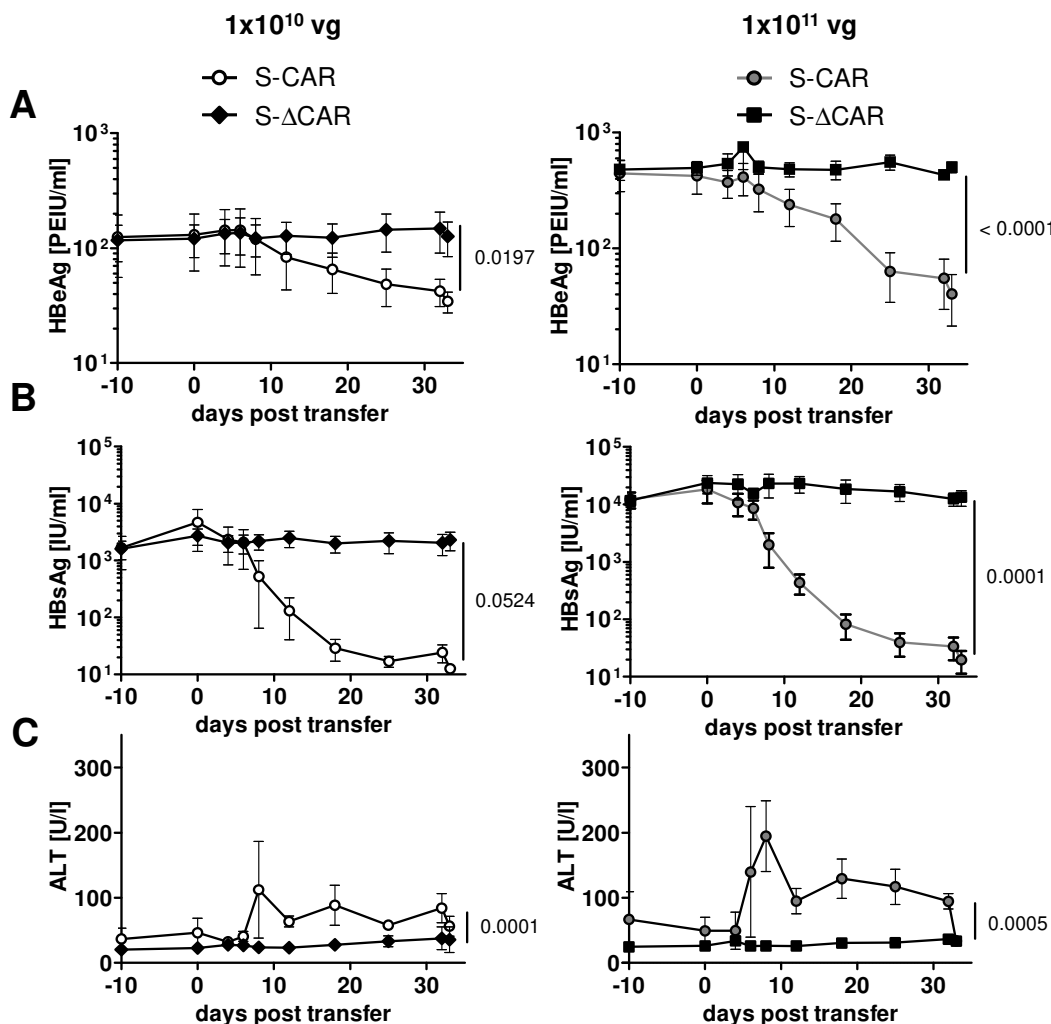 1x10¹⁰ vg
1x10¹¹ vg
S-CAR
S-ΔCAR
S-CAR
S-ΔCAR
A
HBeAg [PEIU/ml]
10³
10²
10¹
-10 0 10 20 30
days post transfer
0.0197
HBeAg [PEIU/ml]
10³
10²
10¹
-10 0 10 20 30
days post transfer
< 0.0001
B
HBsAg [IU/ml]
10⁵
10⁴
10³
10²
10¹
-10 0 10 20 30
days post transfer
0.0524
HBsAg [IU/ml]
10⁵
10⁴
10³
10²
10¹
-10 0 10 20 30
days post transfer
0.0001
C
ALT [U/l]
300
200
100
0
-10 0 10 20 30
days post transfer
0.0001
ALT [U/l]
300
200
100
0
-10 0 10 20 30
days post transfer
0.0005